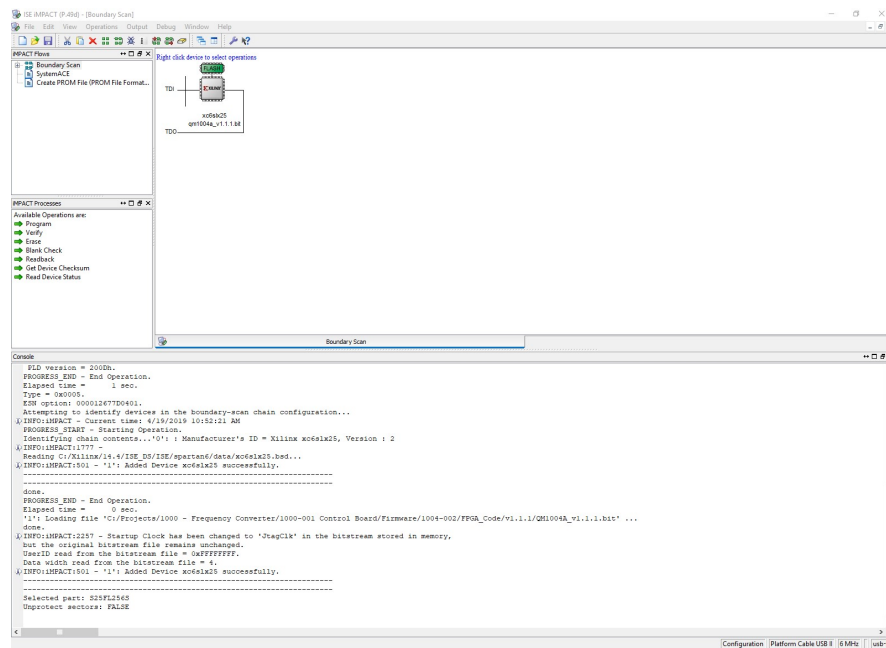 ISE iMPACT (P.49d) - [Boundary Scan]
File Edit View Operations Output Debug Window Help
iMPACT Flows
Boundary Scan
SystemACE
Create PROM File (PROM File Format...
Right click device to select operations
FLASH
TDI
XILINX
xc6slx25
qm1004a_v1.1.1.bit
TDO
iMPACT Processes
Available Operations are:
Program
Verify
Erase
Blank Check
Readback
Get Device Checksum
Read Device Status
Boundary Scan
Console
PLD version = 200Dh.
PROGRESS_END - End Operation.
Elapsed time = 1 sec.
Type = 0x0005.
ESN option: 000012677D0401.
Attempting to identify devices in the boundary-scan chain configuration...
INFO:iMPACT - Current time: 4/19/2019 10:52:21 AM
PROGRESS_START - Starting Operation.
Identifying chain contents...'0': : Manufacturer's ID = Xilinx xc6slx25, Version : 2
INFO:iMPACT:1777 -
Reading C:/Xilinx/14.4/ISE_DS/ISE/spartan6/data/xc6slx25.bsd...
INFO:iMPACT:501 - '1': Added Device xc6slx25 successfully.
----------------------------------------------------------------------
----------------------------------------------------------------------
done.
PROGRESS_END - End Operation.
Elapsed time = 0 sec.
'1': Loading file 'C:/Projects/1000 - Frequency Converter/1000-001 Control Board/Firmware/1004-002/FPGA_Code/v1.1.1/QM1004A_v1.1.1.bit' ...
done.
INFO:iMPACT:2257 - Startup Clock has been changed to 'JtagClk' in the bitstream stored in memory,
but the original bitstream file remains unchanged.
UserID read from the bitstream file = 0xFFFFFFFF.
Data width read from the bitstream file = 4.
INFO:iMPACT:501 - '1': Added Device xc6slx25 successfully.
----------------------------------------------------------------------
----------------------------------------------------------------------
Selected part: S25FL256S
Unprotect sectors: FALSE
Configuration Platform Cable USB II 6 MHz usb-